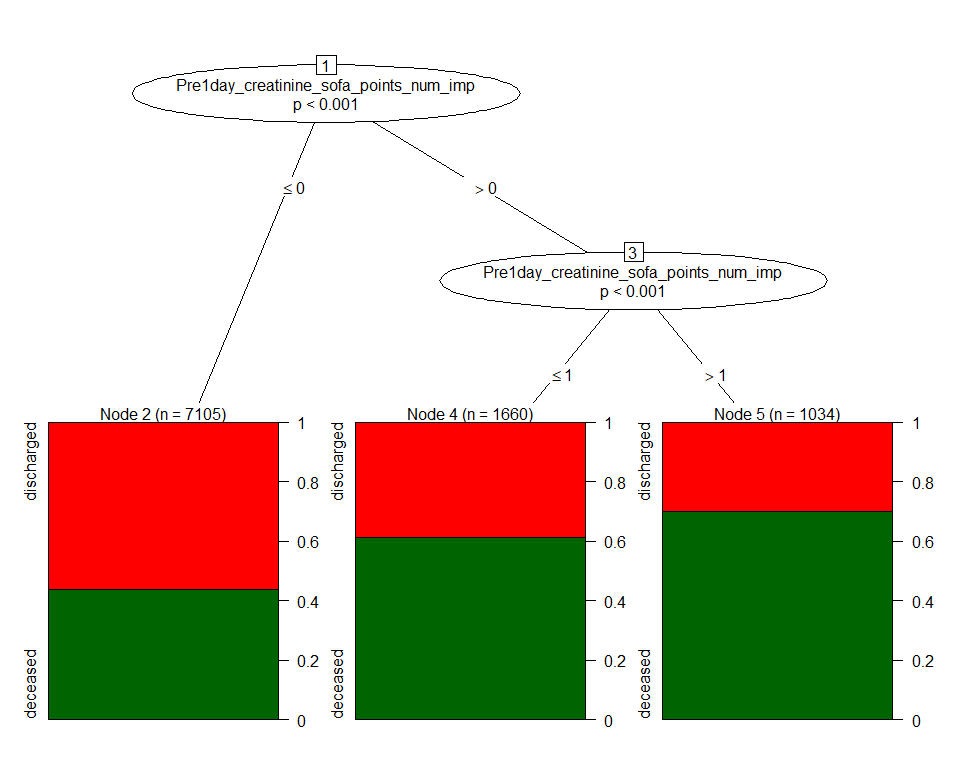 1
Pre1day_creatinine_sofa_points_num_imp
p < 0.001
≤ 0
> 0
3
Pre1day_creatinine_sofa_points_num_imp
p < 0.001
≤ 1
> 1
Node 2 (n = 7105)
discharged
deceased
1
0.8
0.6
0.4
0.2
0
Node 4 (n = 1660)
discharged
deceased
1
0.8
0.6
0.4
0.2
0
Node 5 (n = 1034)
discharged
deceased
1
0.8
0.6
0.4
0.2
0